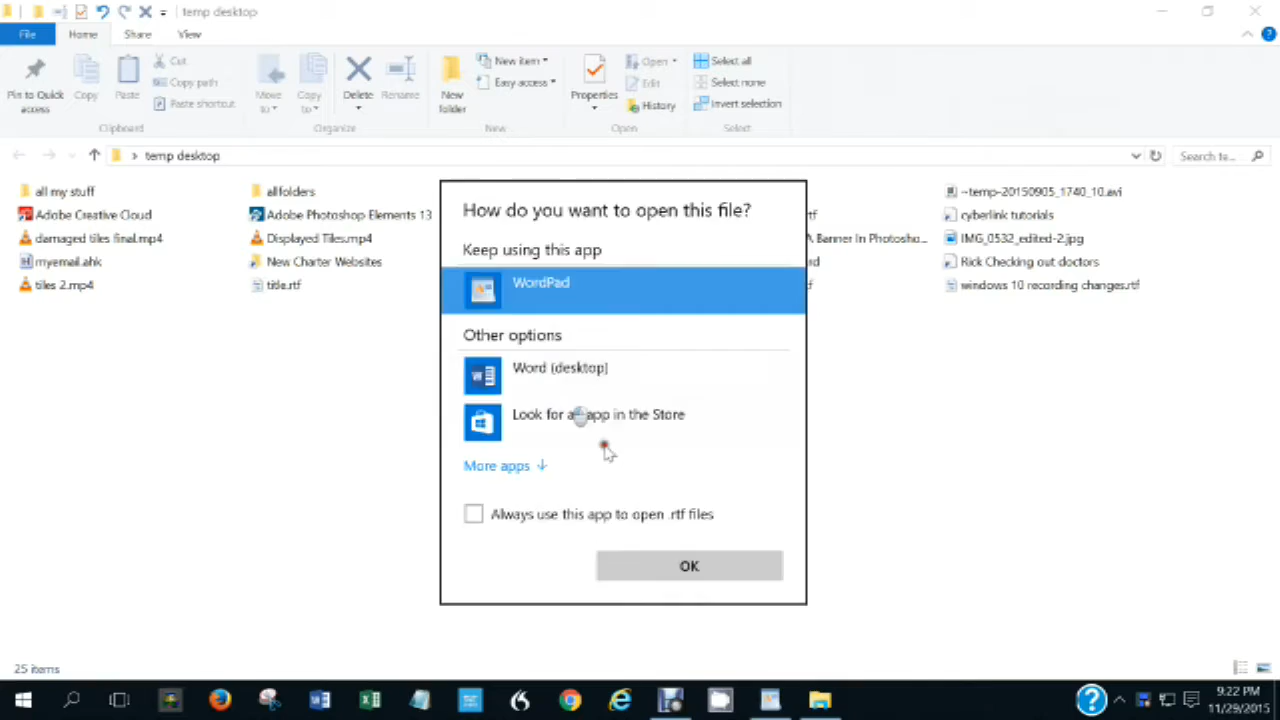 temp desktop
File Home Share View
Pin to Quick access
Copy
Paste
Cut
Copy path
Paste shortcut
Clipboard
Move to
Copy to
Delete
Rename
Organize
New folder
New item
Easy access
New
Properties
Open
Edit
History
Open
Select all
Select none
Invert selection
Select
temp desktop
Search te...
all my stuff
Adobe Creative Cloud
damaged tiles final.mp4
myemail.ahk
tiles 2.mp4
allfolders
Adobe Photoshop Elements 13
Displayed Tiles.mp4
New Charter Websites
title.rtf
rtf
A Banner In Photosho...
~temp-20150905_1740_10.avi
cyberlink tutorials
IMG_0532_edited-2.jpg
Rick Checking out doctors
windows 10 recording changes.rtf
How do you want to open this file?
Keep using this app
WordPad
Other options
Word (desktop)
Look for a app in the Store
More apps
Always use this app to open .rtf files
OK
25 items
9:22 PM
11/29/2015